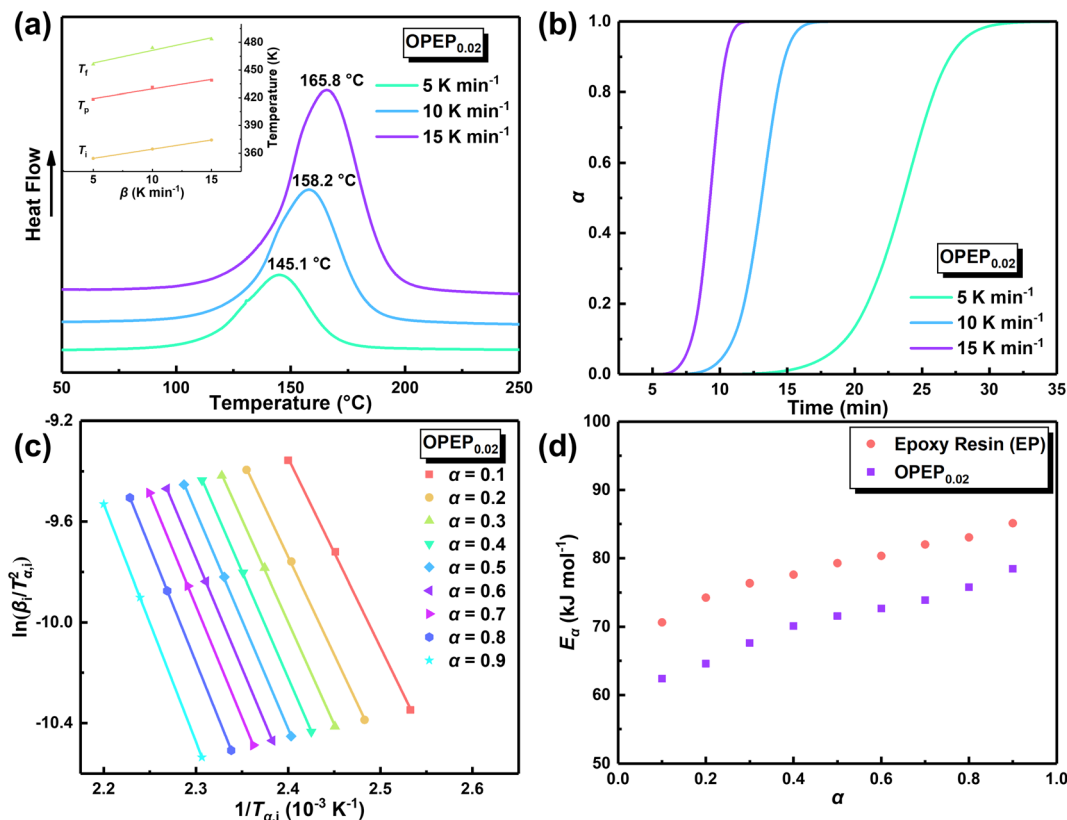 (a)
OPEP0.02
5 K min-1
10 K min-1
15 K min-1
165.8 °C
158.2 °C
145.1 °C
Tf
Tp
Ti
480
450
420
390
360
Temperature (K)
5 10 15
β (K min-1)
Heat Flow
50 100 150 200 250
Temperature (°C)
(b)
1.0
0.8
0.6
0.4
0.2
0.0
α
OPEP0.02
5 K min-1
10 K min-1
15 K min-1
5 10 15 20 25 30 35
Time (min)
(c)
-9.2
-9.6
-10.0
-10.4
ln(βi/T2α,i)
OPEP0.02
α = 0.1
α = 0.2
α = 0.3
α = 0.4
α = 0.5
α = 0.6
α = 0.7
α = 0.8
α = 0.9
2.2 2.3 2.4 2.5 2.6
1/Tα,i (10-3 K-1)
(d)
100
90
80
70
60
50
Eα (kJ mol-1)
Epoxy Resin (EP)
OPEP0.02
0.0 0.2 0.4 0.6 0.8 1.0
α